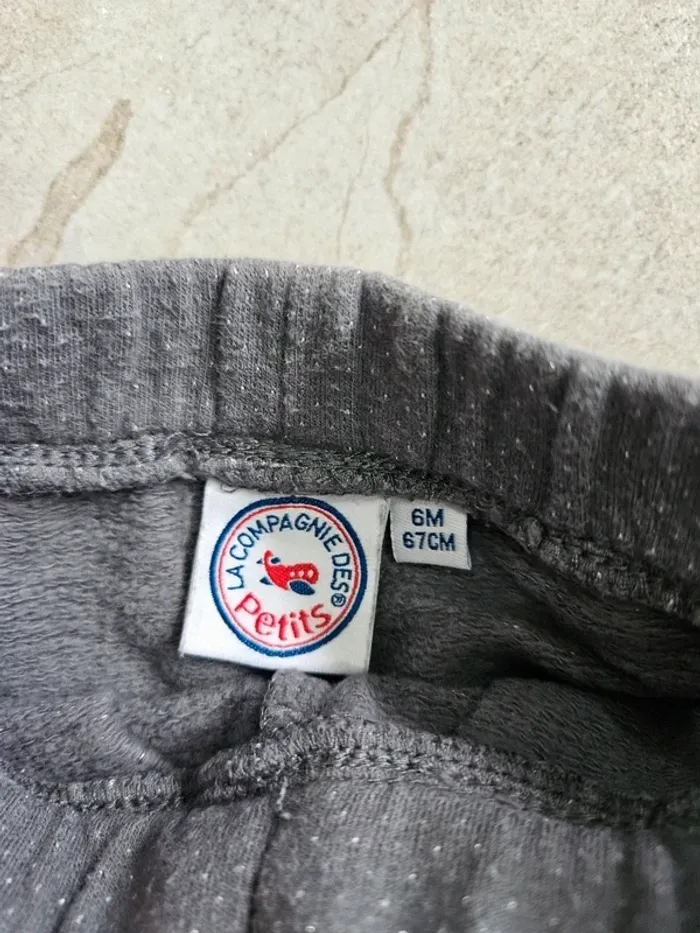 LA COMPAGNIE DES®
Petits
6M
67CM